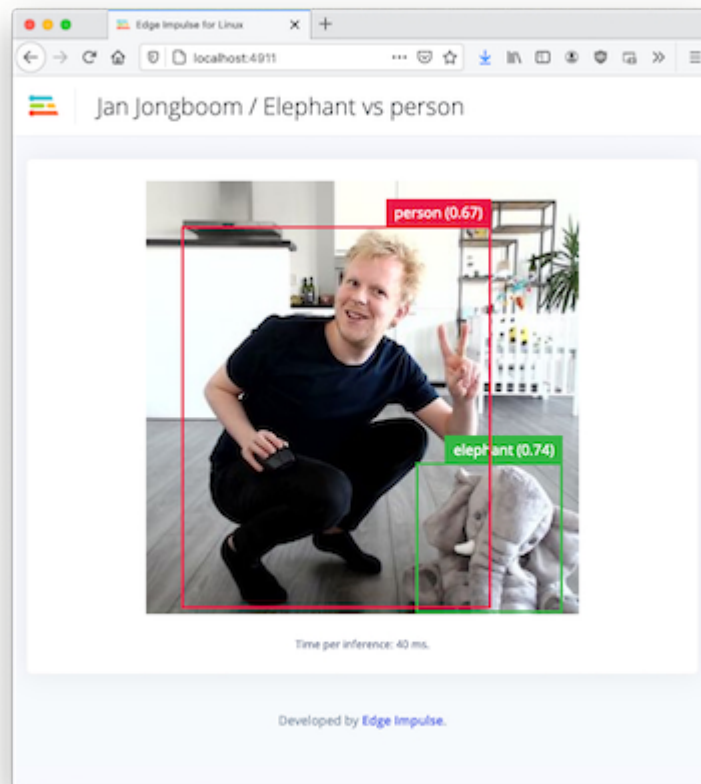 Edge Impulse for Linux
localhost:4911
Jan Jongboom / Elephant vs person
person (0.67)
elephant (0.74)
Time per inference: 40 ms.
Developed by Edge Impulse.